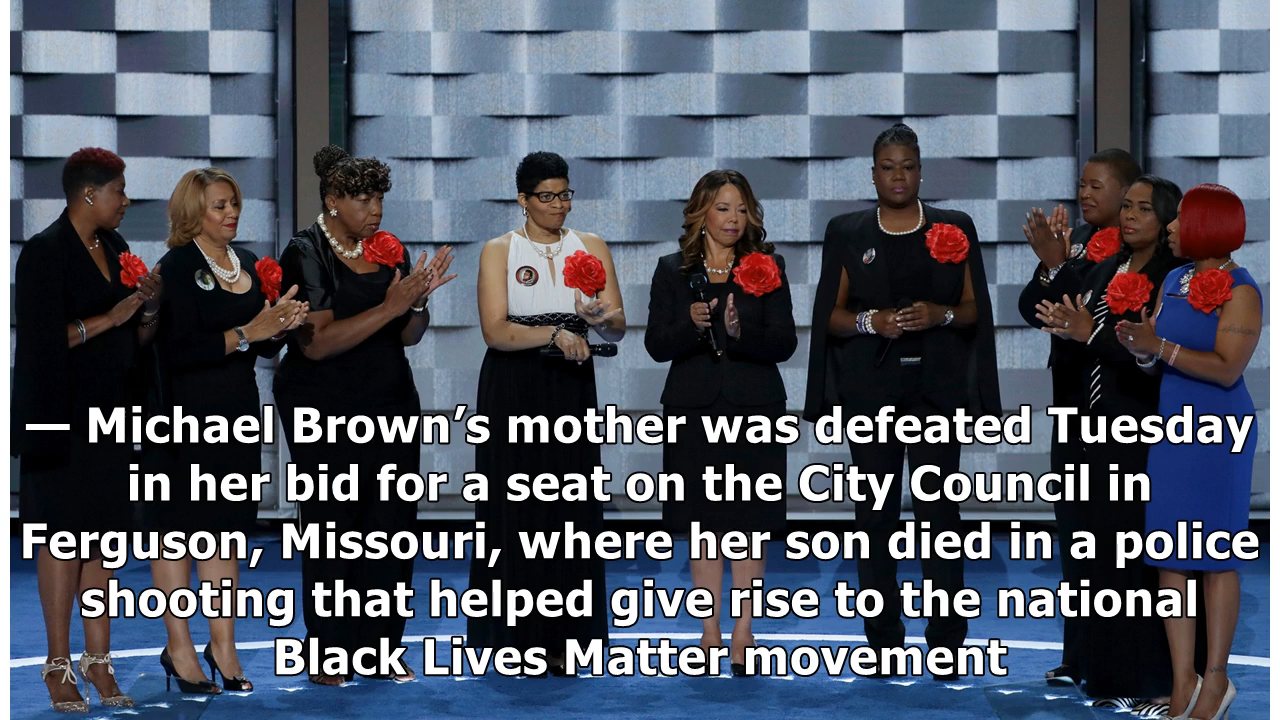 — Michael Brown’s mother was defeated Tuesday
in her bid for a seat on the City Council in
Ferguson, Missouri, where her son died in a police
shooting that helped give rise to the national
Black Lives Matter movement